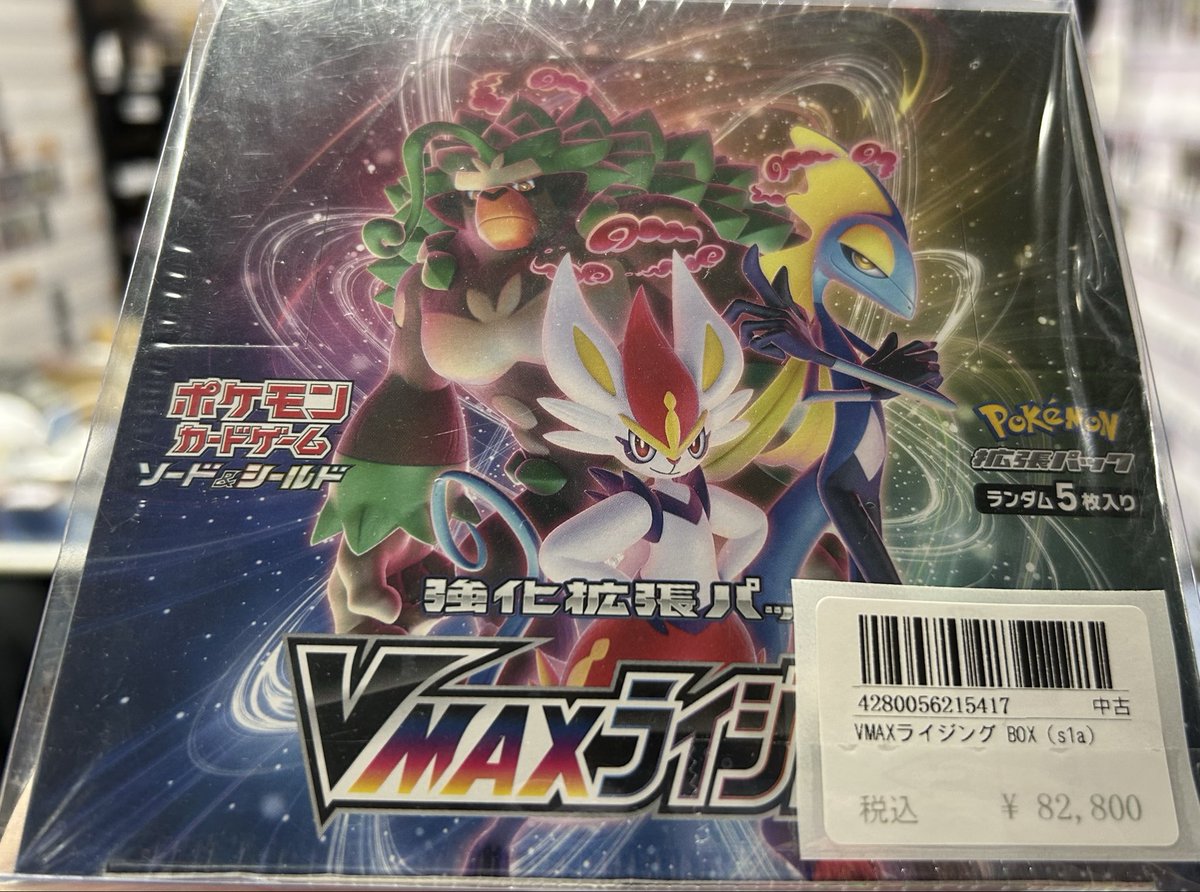 ポケモン
カードゲーム
ソード&シールド
Pokémon
拡張パック
ランダム5枚入り
強化拡張パッ
VMAXライジ
4280056215417 中古
VMAXライジング BOX (s1a)
税込 ¥ 82,800